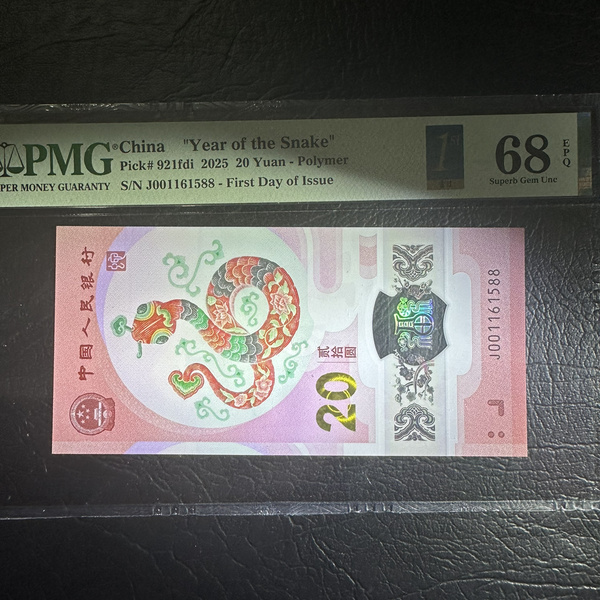 PMG® China "Year of the Snake"
Pick# 921fdi 2025 20 Yuan - Polymer
PER MONEY GUARANTY S/N J001161588 - First Day of Issue
68
EPQ
Superb Gem Unc
中国人民银行
贰拾圆
20
J001161588